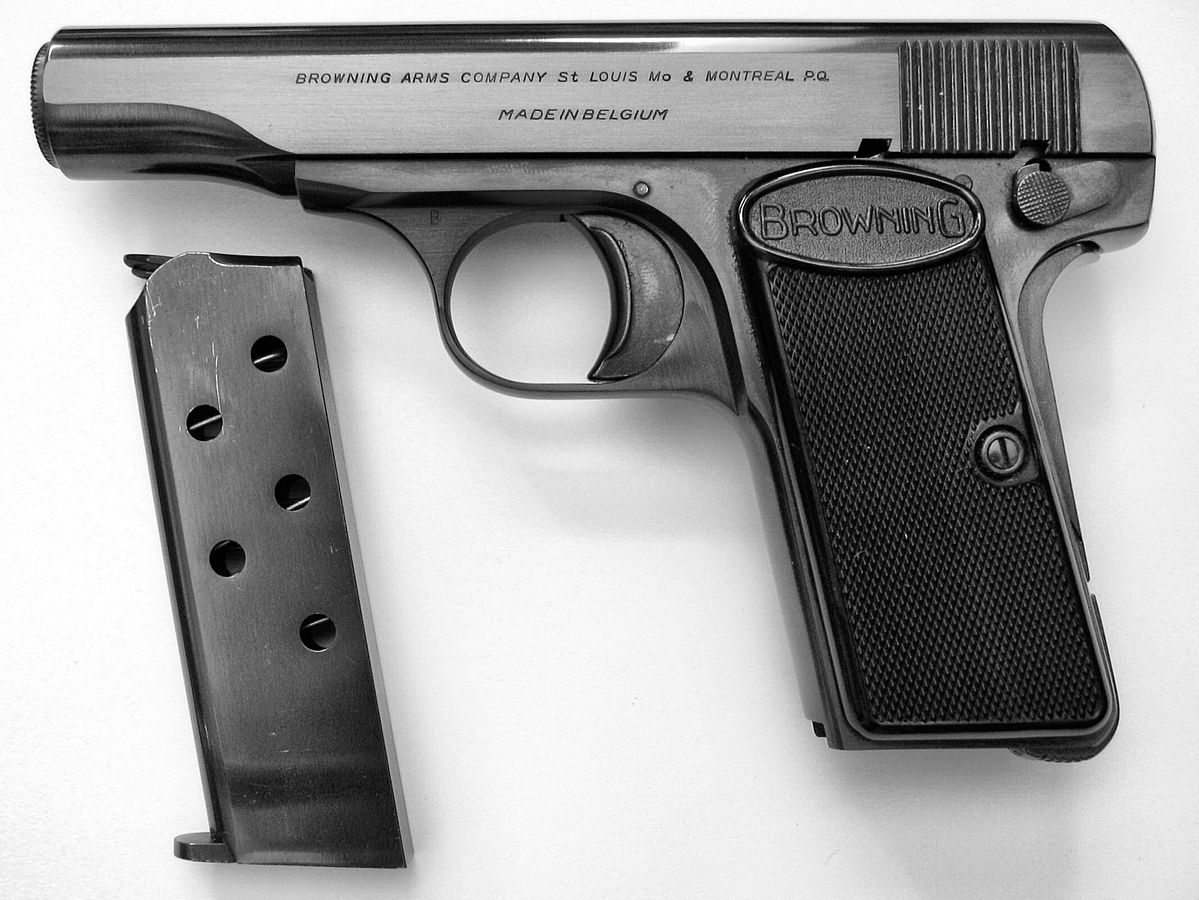 BROWNING ARMS COMPANY St LOUIS Mo & MONTREAL P.Q.
MADE IN BELGIUM
BROWNING
P